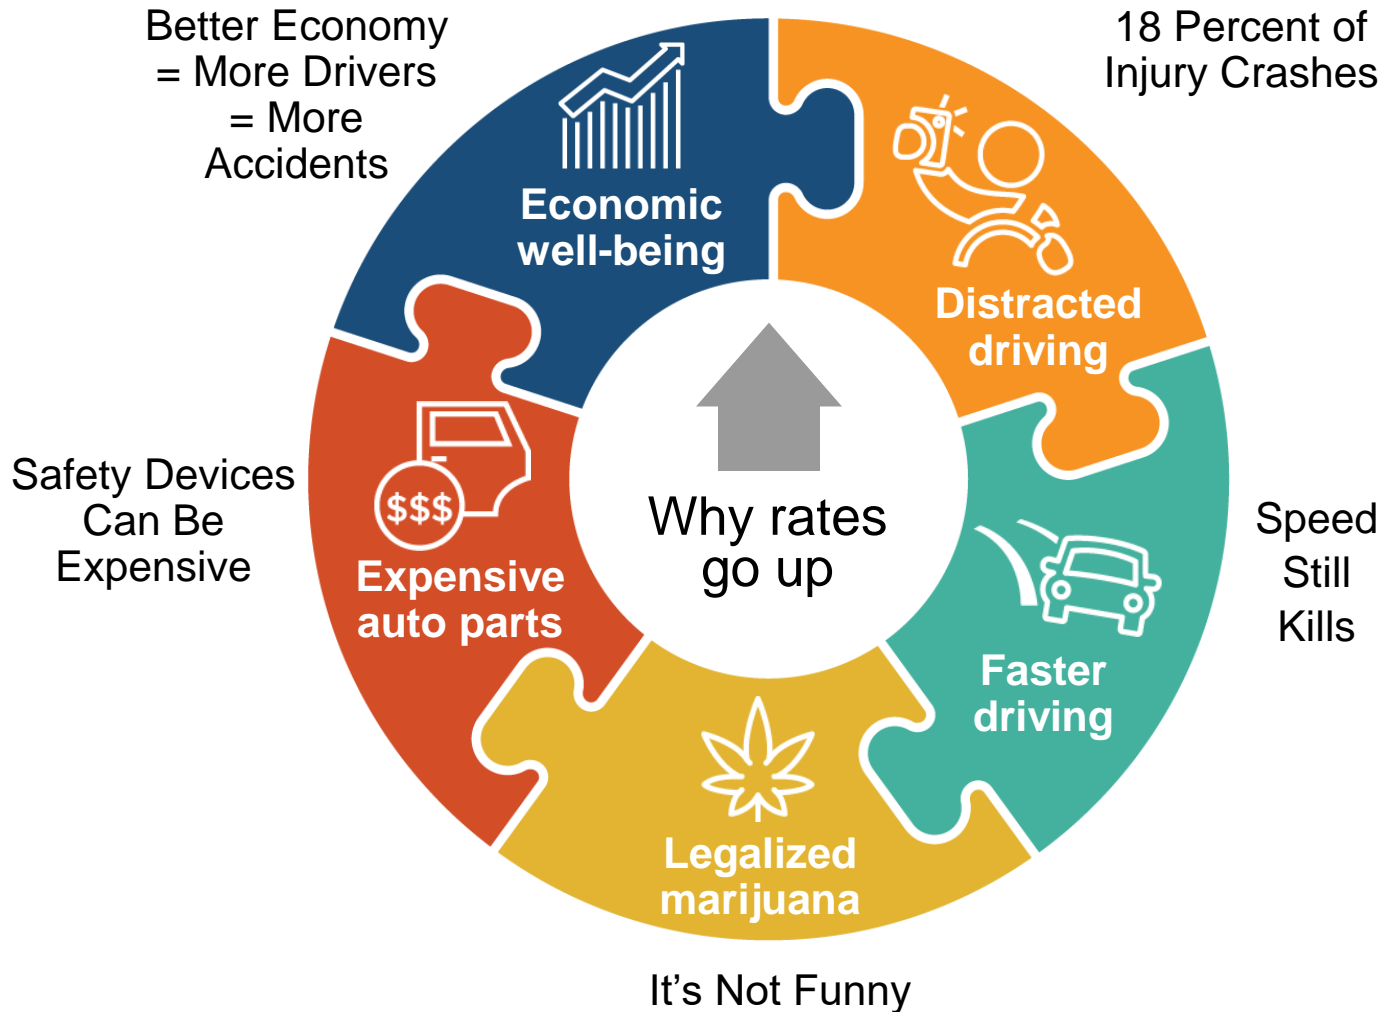 Better Economy
= More Drivers
= More
Accidents
18 Percent of
Injury Crashes
Economic
well-being
Distracted
driving
Safety Devices
Can Be
Expensive
$$$
Expensive
auto parts
Why rates
go up
Speed
Still
Kills
Faster
driving
Legalized
marijuana
It’s Not Funny